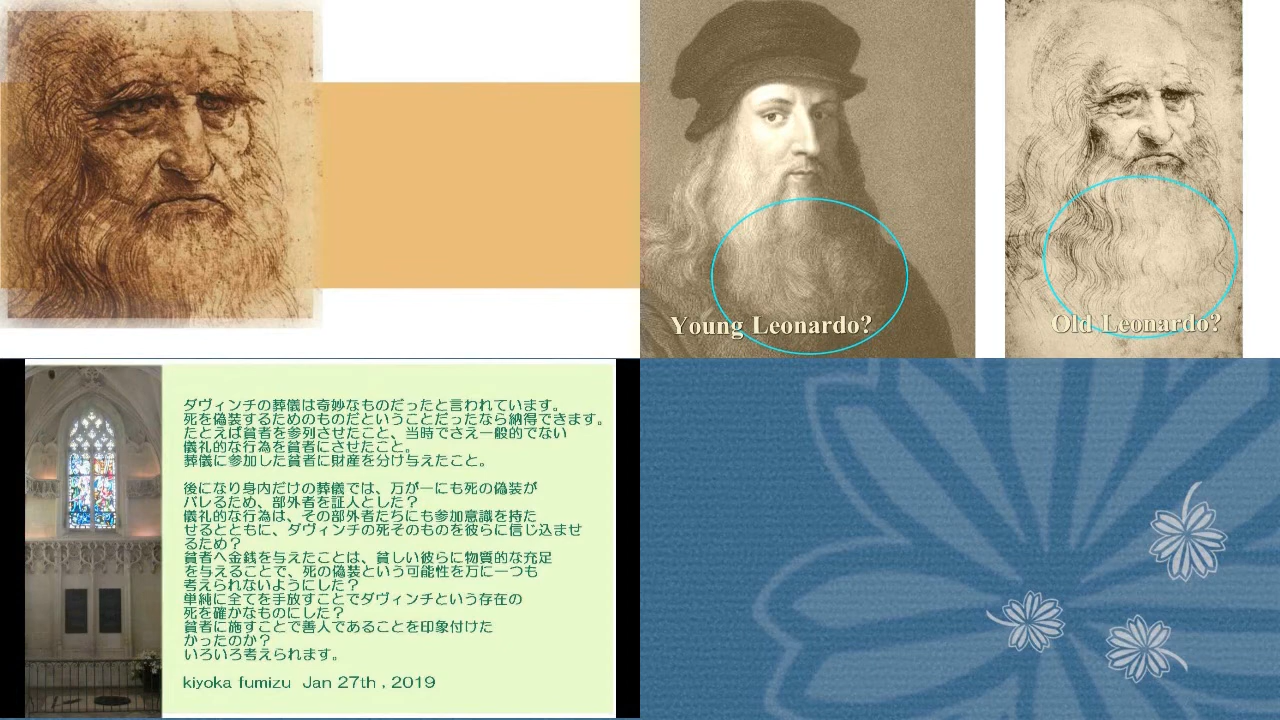 Young Leonardo?
Old Leonardo?
ダヴィンチの葬儀は奇妙なものだったと言われています。
死を偽装するためのものだということだったなら納得できます。
たとえば貧者を参列させたこと、当時でさえ一般的でない
儀礼的な行為を貧者にさせたこと。
葬儀に参加した貧者に財産を分け与えたこと。
後になり身内だけの葬儀では、万が一にも死の偽装が
バレるため、部外者を証人とした？
儀礼的な行為は、その部外者たちにも参加意識を持た
せるとともに、ダヴィンチの死そのものを彼らに信じ込ませ
るため？
貧者へ金銭を与えたことは、貧しい彼らに物質的な充足
を与えることで、死の偽装という可能性を万に一つも
考えられないようにした？
単純に全てを手放すことでダヴィンチという存在の
死を確かなものにした？
貧者に施すことで善人であることを印象付けた
かったのか？
いろいろ考えられます。
kiyoka fumizu Jan 27th , 2019